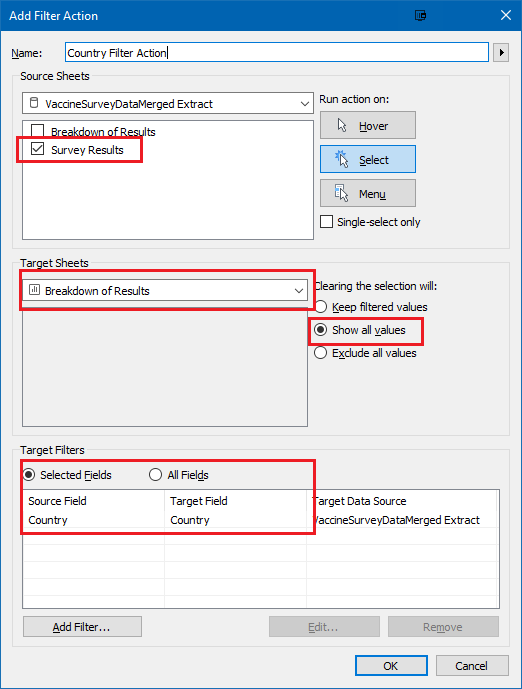 Add Filter Action
Name: Country Filter Action
Source Sheets
VaccineSurveyDataMerged Extract
Breakdown of Results
Survey Results
Run action on:
Hover
Select
Menu
Single-select only
Target Sheets
Breakdown of Results
Clearing the selection will:
Keep filtered values
Show all values
Exclude all values
Target Filters
Selected Fields All Fields
Source Field Target Field Target Data Source
Country Country VaccineSurveyDataMerged Extract
Add Filter... Edit... Remove
OK Cancel